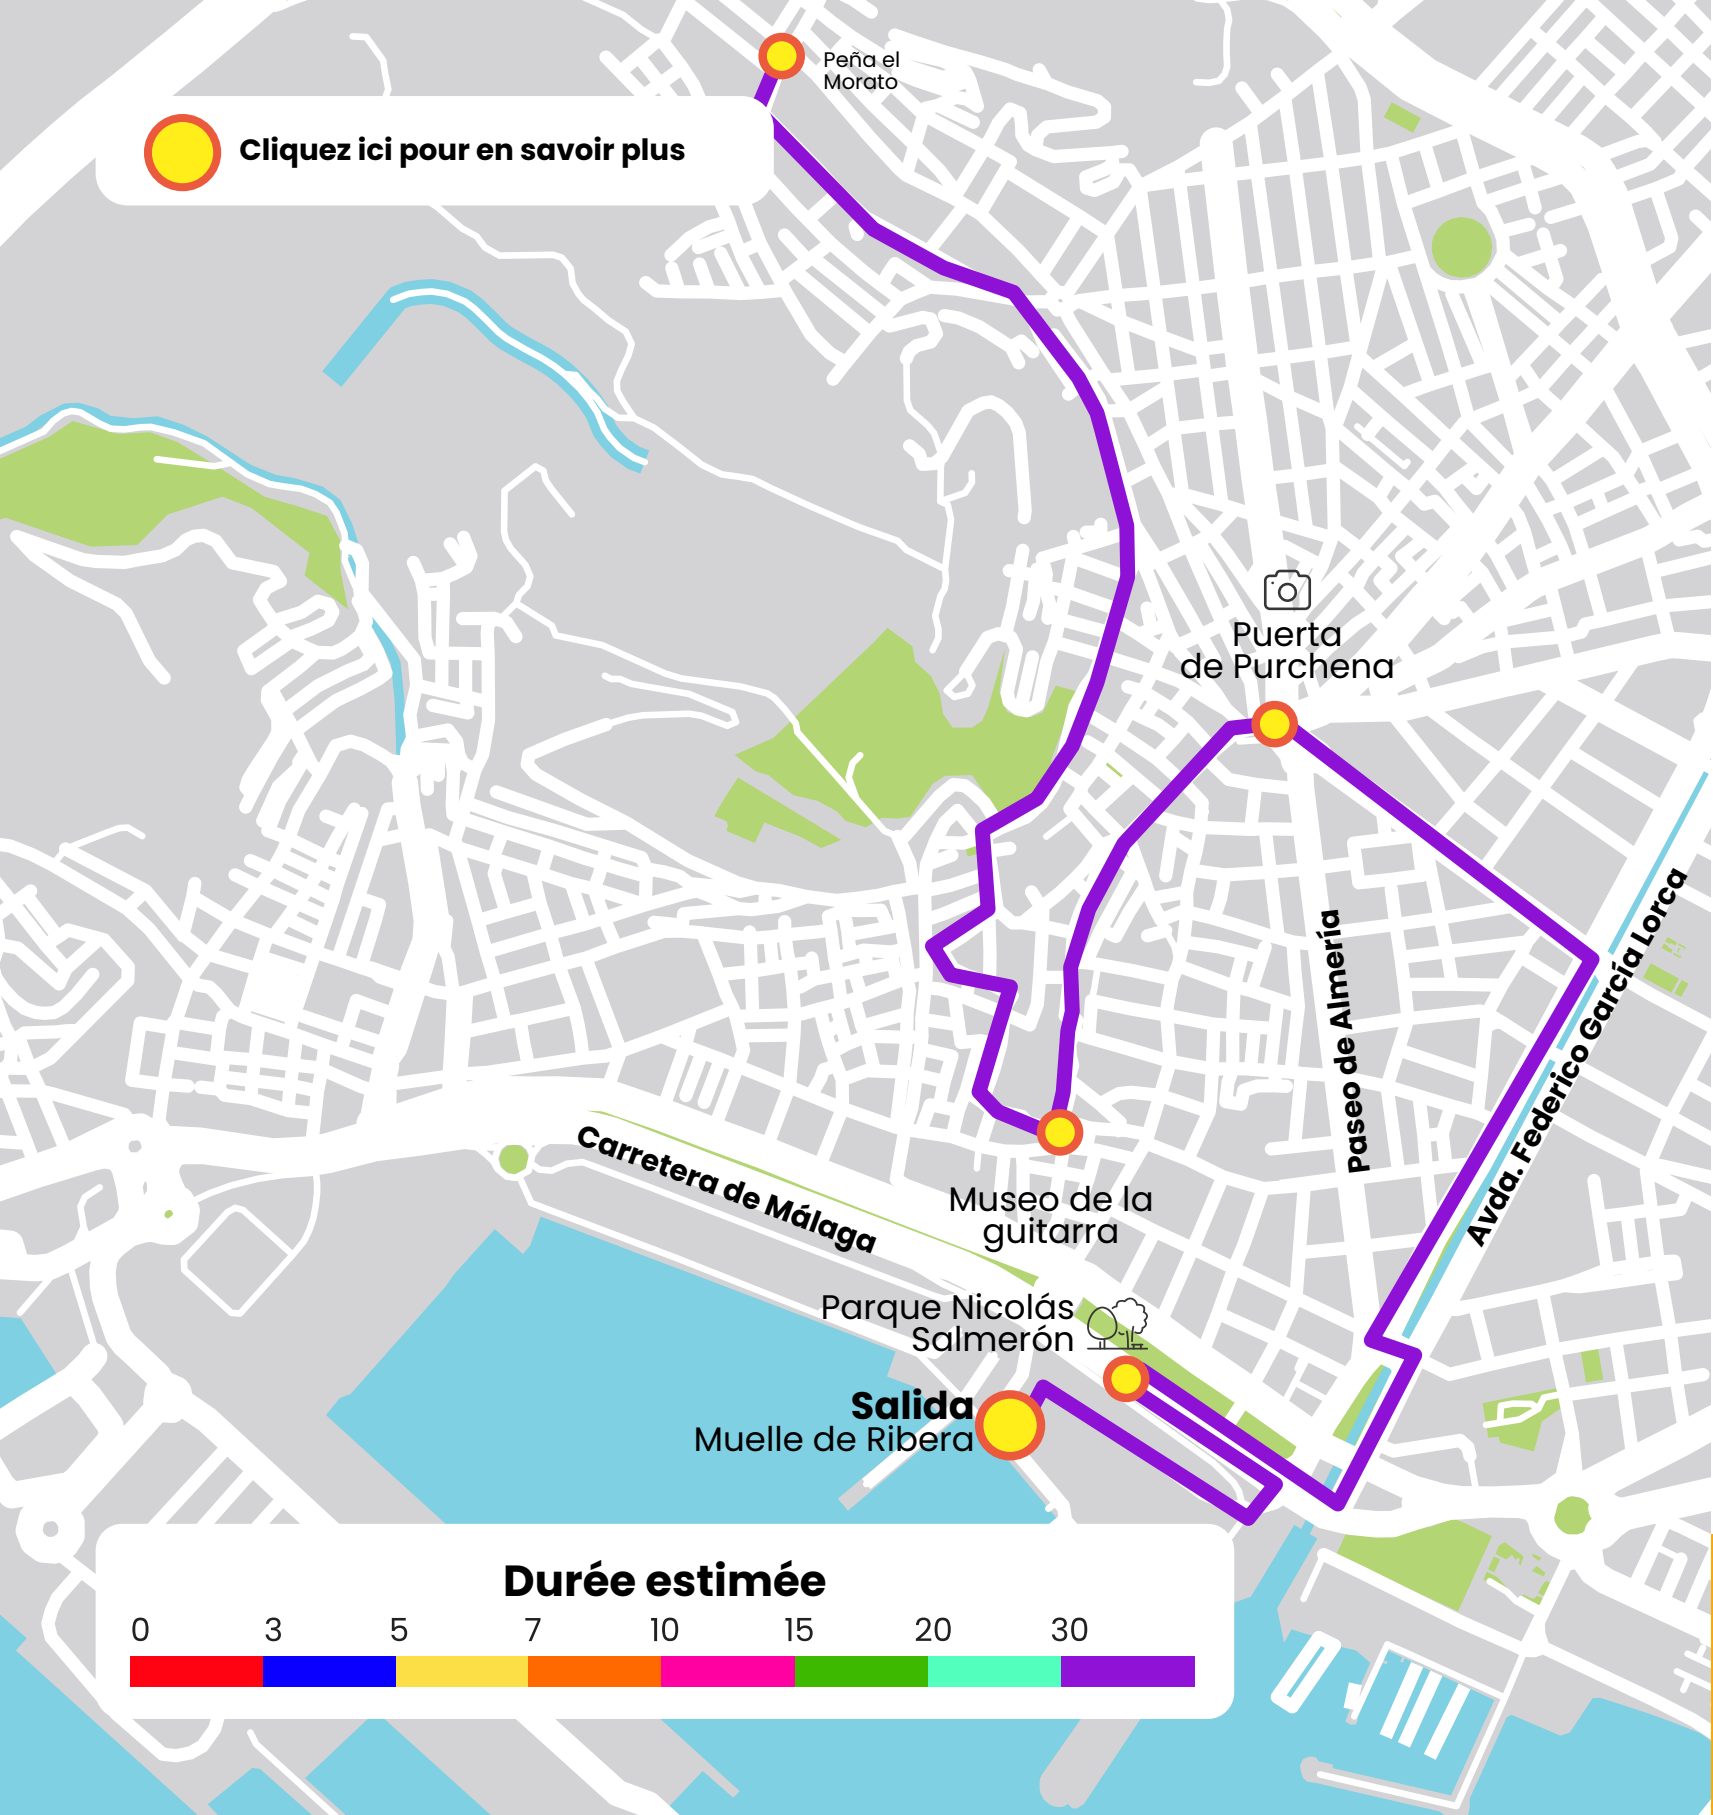 Peña el
Morato
Cliquez ici pour en savoir plus
Puerta
de Purchena
Paseo de Almería
Avda. Federico García Lorca
Carretera de Málaga
Museo de la
guitarra
Parque Nicolás
Salmerón
Salida
Muelle de Ribera
Durée estimée
0 3 5 7 10 15 20 30